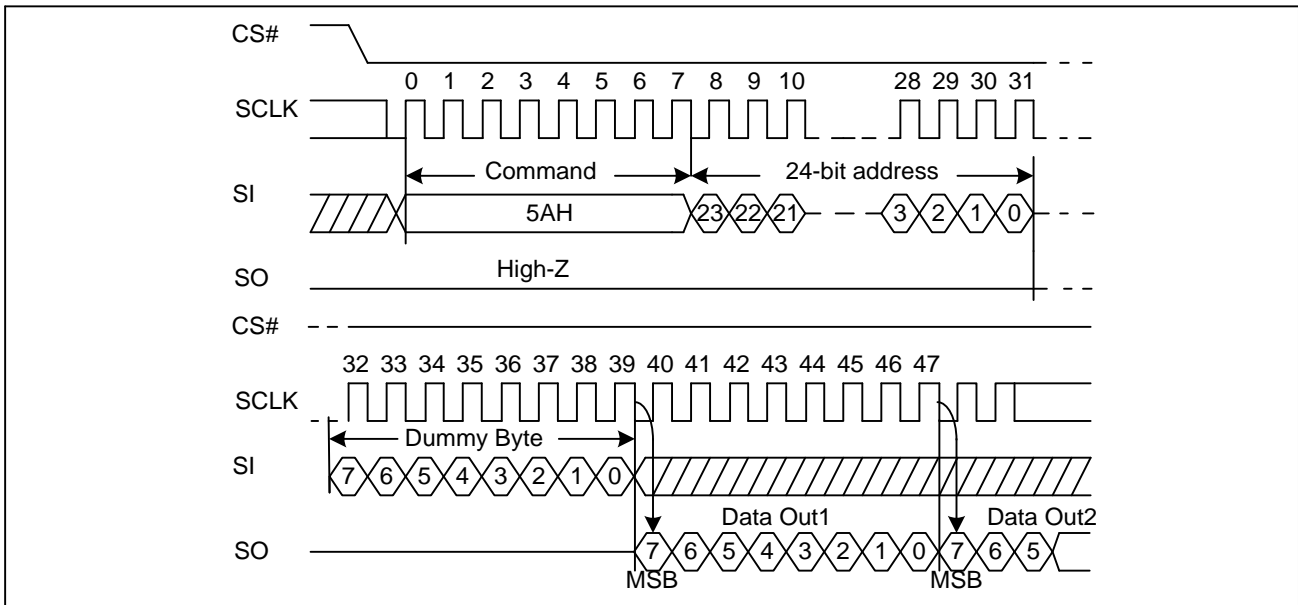 CS#
0 1 2 3 4 5 6 7 8 9 10 28 29 30 31
SCLK
Command 24-bit address
SI
5AH 23 22 21 3 2 1 0
High-Z
SO
CS#
32 33 34 35 36 37 38 39 40 41 42 43 44 45 46 47
SCLK
Dummy Byte
SI
7 6 5 4 3 2 1 0
Data Out1 Data Out2
SO
7 6 5 4 3 2 1 0 7 6 5
MSB MSB